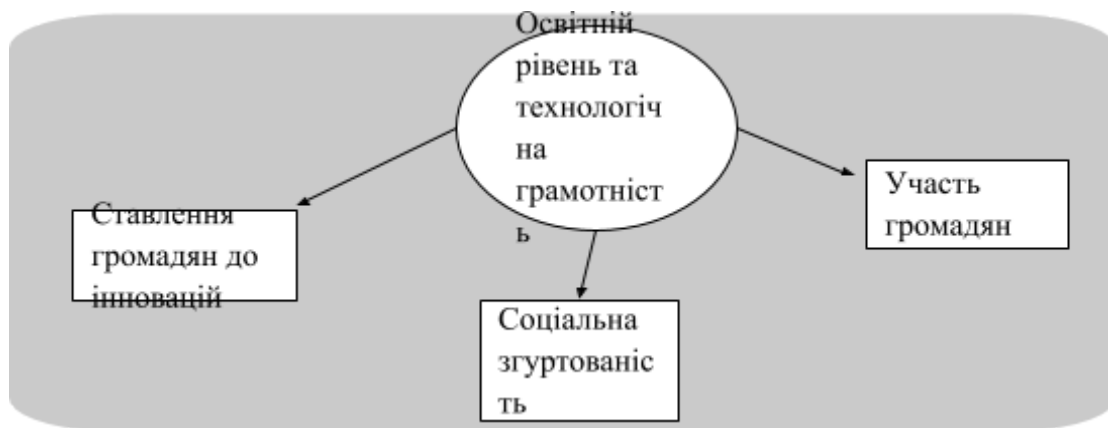 Освітній
рівень та
технологіч
на
грамотніст
ь
Ставлення
громадян до
інновацій
Соціальна
згуртованіс
ть
Участь
громадян